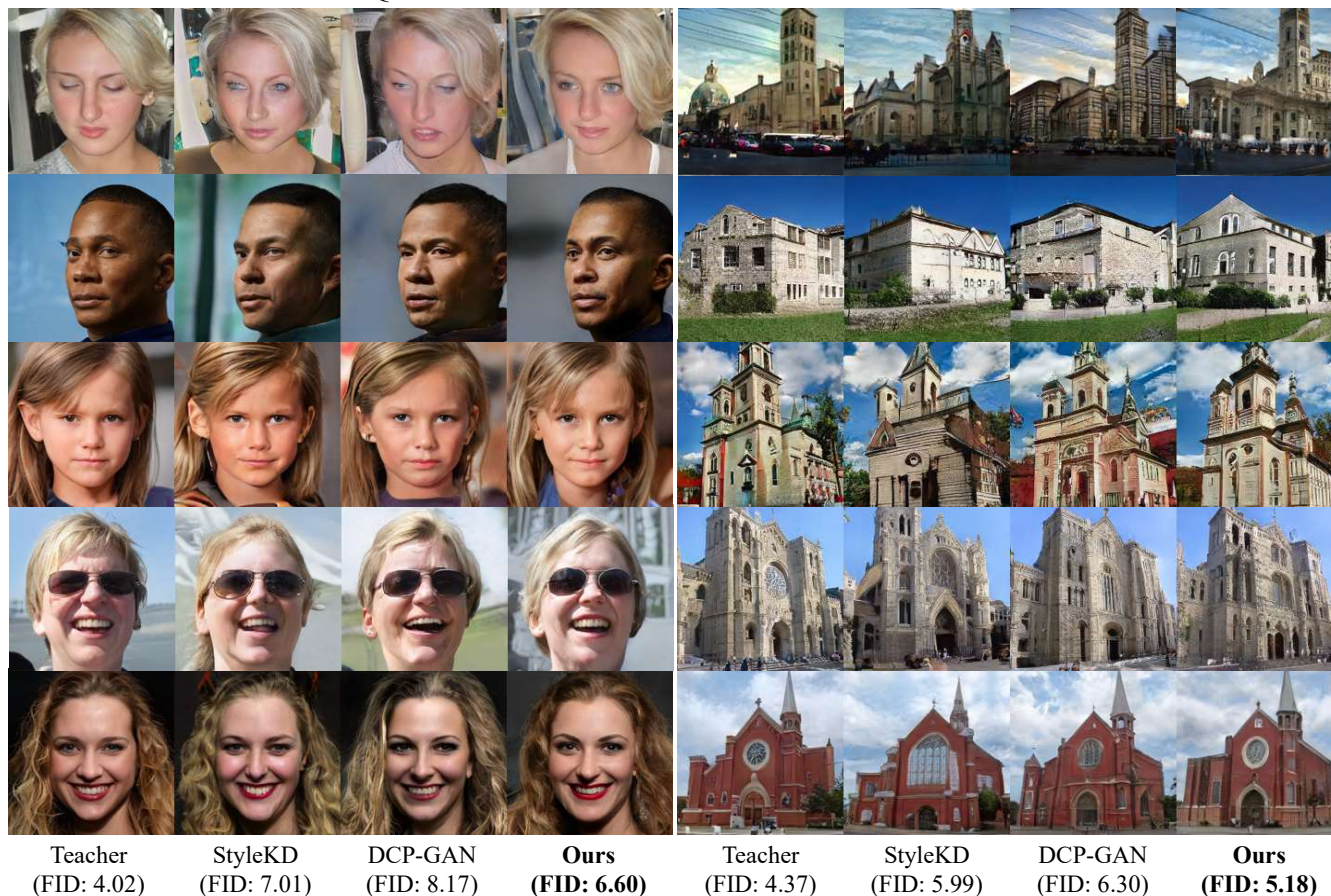 Teacher StyleKD DCP-GAN Ours Teacher StyleKD DCP-GAN Ours
(FID: 4.02) (FID: 7.01) (FID: 8.17) (FID: 6.60) (FID: 4.37) (FID: 5.99) (FID: 6.30) (FID: 5.18)